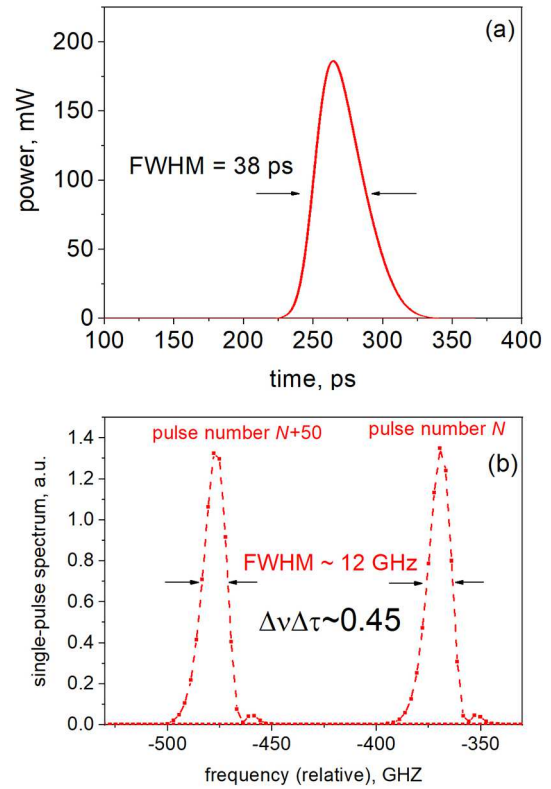 (a)
200
150
100
50
0
power, mW
FWHM = 38 ps
100 150 200 250 300 350 400
time, ps
pulse number N+50 pulse number N
(b)
1.4
1.2
1.0
0.8
0.6
0.4
0.2
0.0
single-pulse spectrum, a.u.
FWHM ~ 12 GHz
ΔνΔτ~0.45
-500 -450 -400 -350
frequency (relative), GHZ